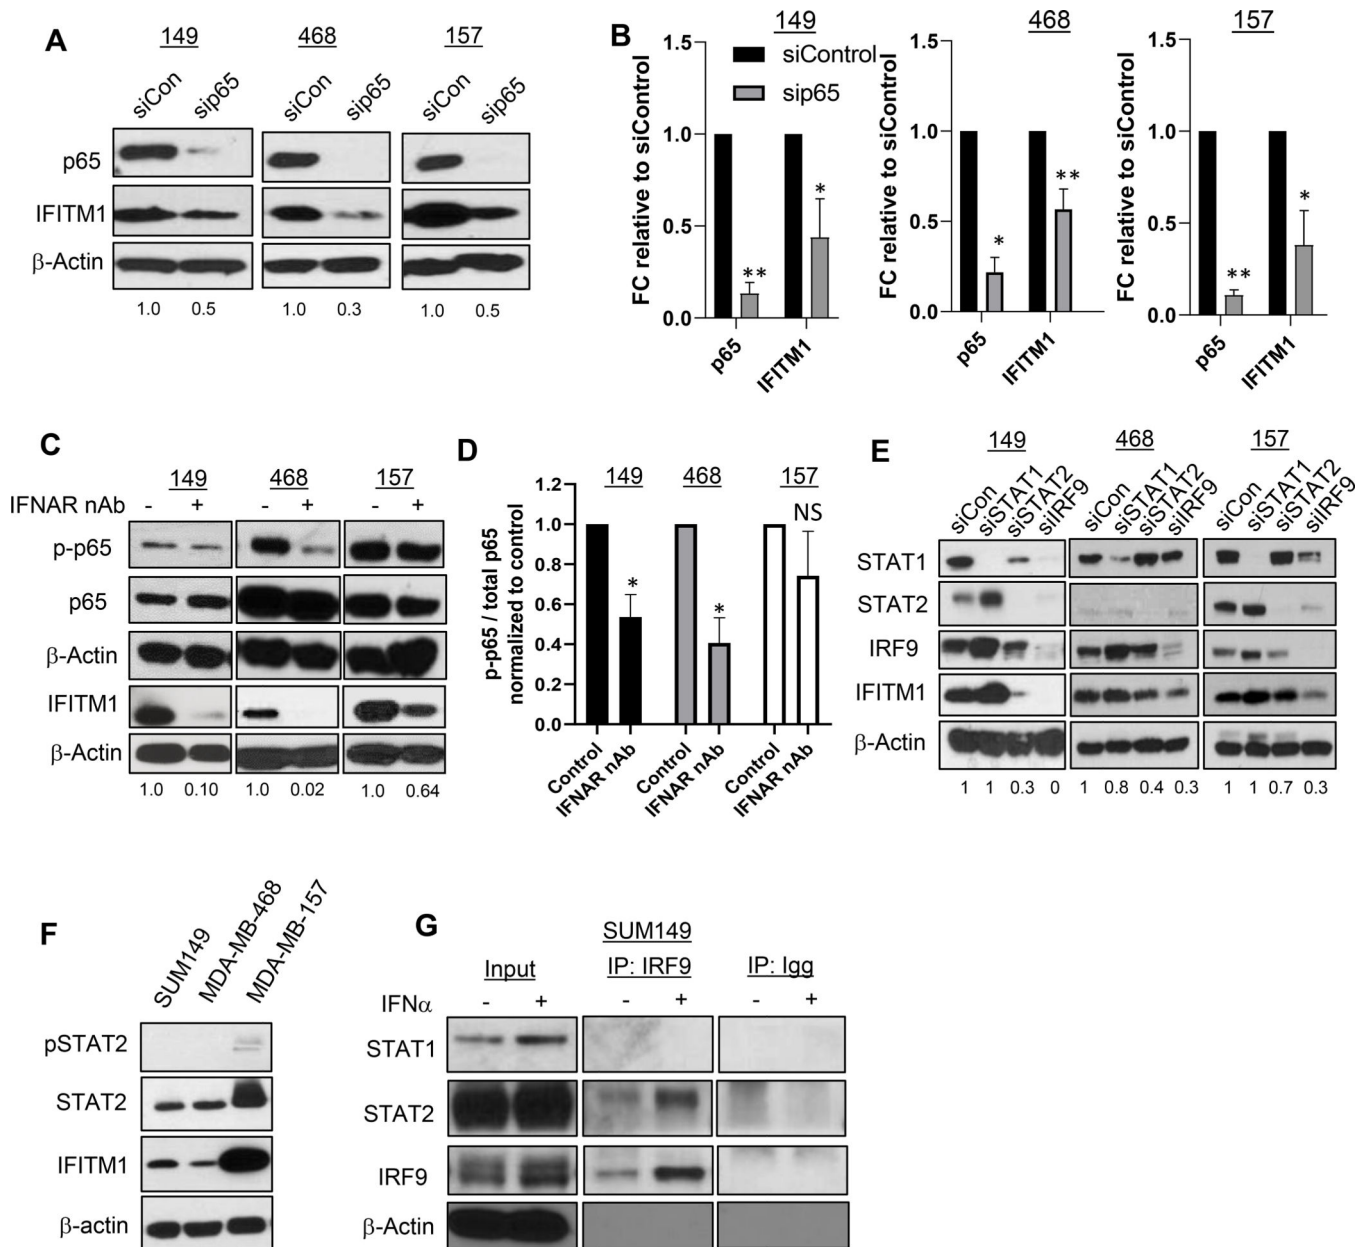 A
149 468 157
siCon sip65 siCon sip65 siCon sip65
p65
IFITM1
β-Actin
1.0 0.5 1.0 0.3 1.0 0.5
B
149 468 157
siControl
sip65
FC relative to siControl
1.5
1.0
0.5
0.0
** *
p65 IFITM1
FC relative to siControl
1.5
1.0
0.5
0.0
* **
p65 IFITM1
FC relative to siControl
1.5
1.0
0.5
0.0
** *
p65 IFITM1
C
149 468 157
IFNAR nAb - + - + - +
p-p65
p65
β-Actin
IFITM1
β-Actin
1.0 0.10 1.0 0.02 1.0 0.64
D
149 468 157
p-p65 / total p65
normalized to control
1.2
1.0
0.8
0.6
0.4
0.2
0.0
* * NS
Control IFNAR nAb Control IFNAR nAb Control IFNAR nAb
E
149 468 157
siCon siSTAT1 siSTAT2 siIRF9 siCon siSTAT1 siSTAT2 siIRF9 siCon siSTAT1 siSTAT2 siIRF9
STAT1
STAT2
IRF9
IFITM1
β-Actin
1 1 0.3 0 1 0.8 0.4 0.3 1 1 0.7 0.3
F
SUM149 MDA-MB-468 MDA-MB-157
pSTAT2
STAT2
IFITM1
β-actin
G
SUM149
Input IP: IRF9 IP: Igg
IFNα - + - + - +
STAT1
STAT2
IRF9
β-Actin